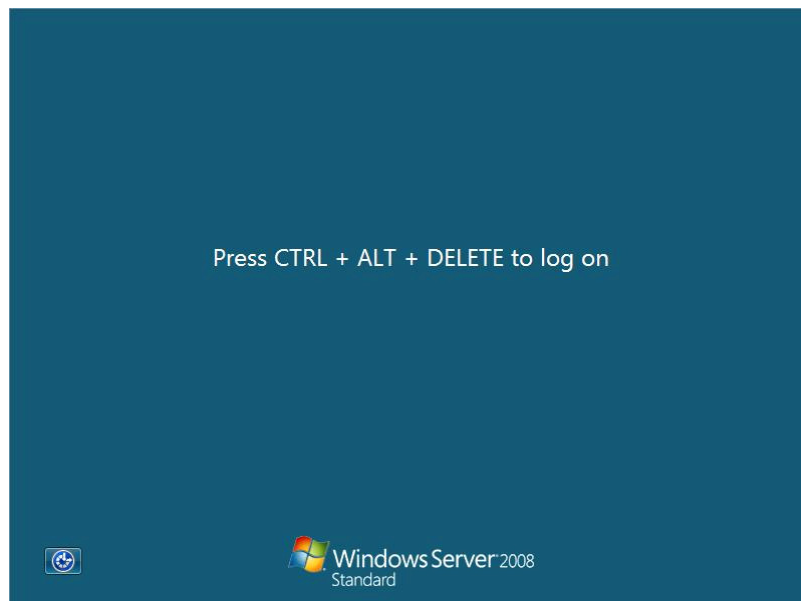 Press CTRL + ALT + DELETE to log on
Windows Server 2008
Standard